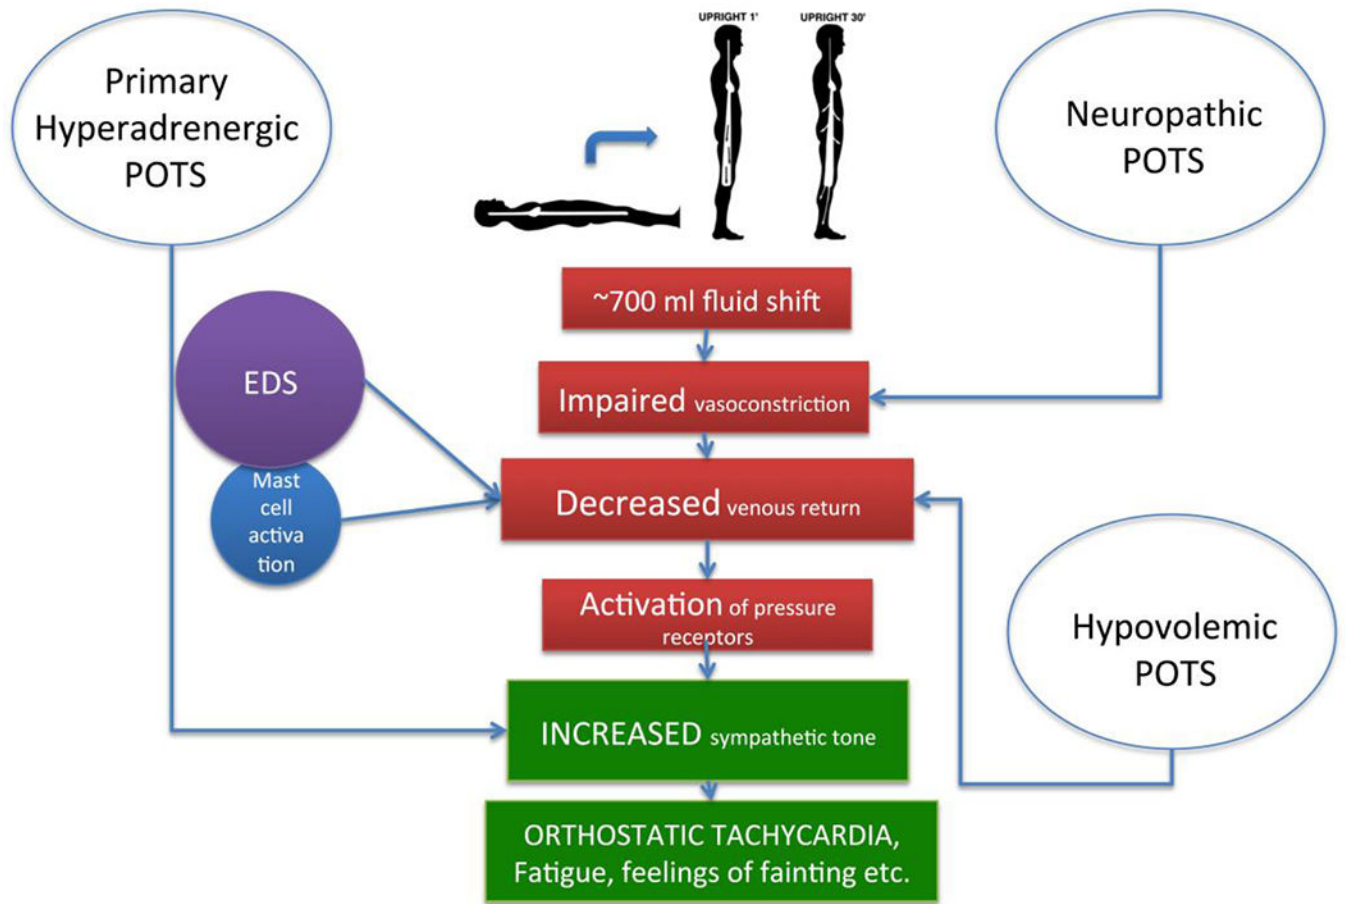 UPRIGHT 1'
UPRIGHT 30'
Primary
Hyperadrenergic
POTS
Neuropathic
POTS
~700 ml fluid shift
EDS
Impaired vasoconstriction
Mast
cell
activa
tion
Decreased venous return
Activation of pressure
receptors
Hypovolemic
POTS
INCREASED sympathetic tone
ORTHOSTATIC TACHYCARDIA,
Fatigue, feelings of fainting etc.